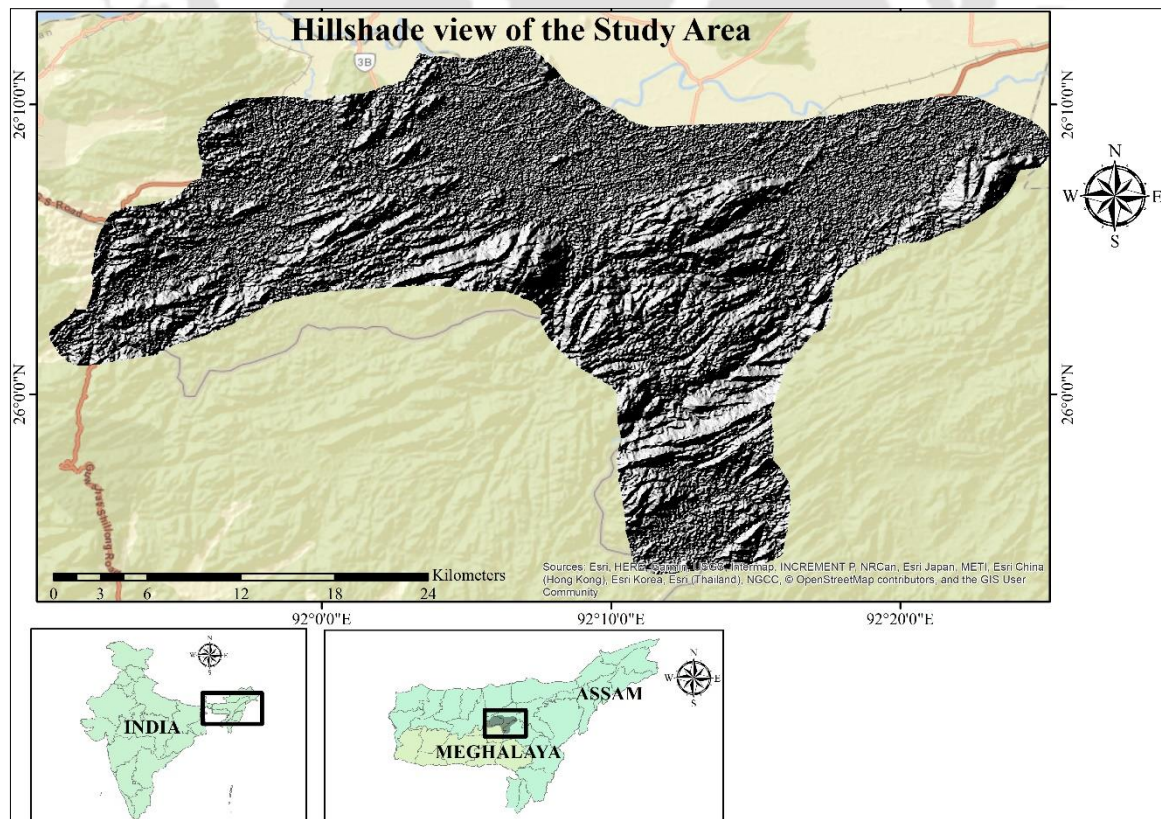 Hillshade view of the Study Area
3B
26°10'0"N
26°10'0"N
N
W E
S
S Road
26°0'0"N
26°0'0"N
Shillong Road
Kilometers
0 3 6 12 18 24
Sources: Esri, HERE, Garmin, USGS, Intermap, INCREMENT P, NRCan, Esri Japan, METI, Esri China
(Hong Kong), Esri Korea, Esri (Thailand), NGCC, © OpenStreetMap contributors, and the GIS User
Community
92°0'0"E 92°10'0"E 92°20'0"E
N
W E
S
INDIA
N
W E
S
ASSAM
MEGHALAYA